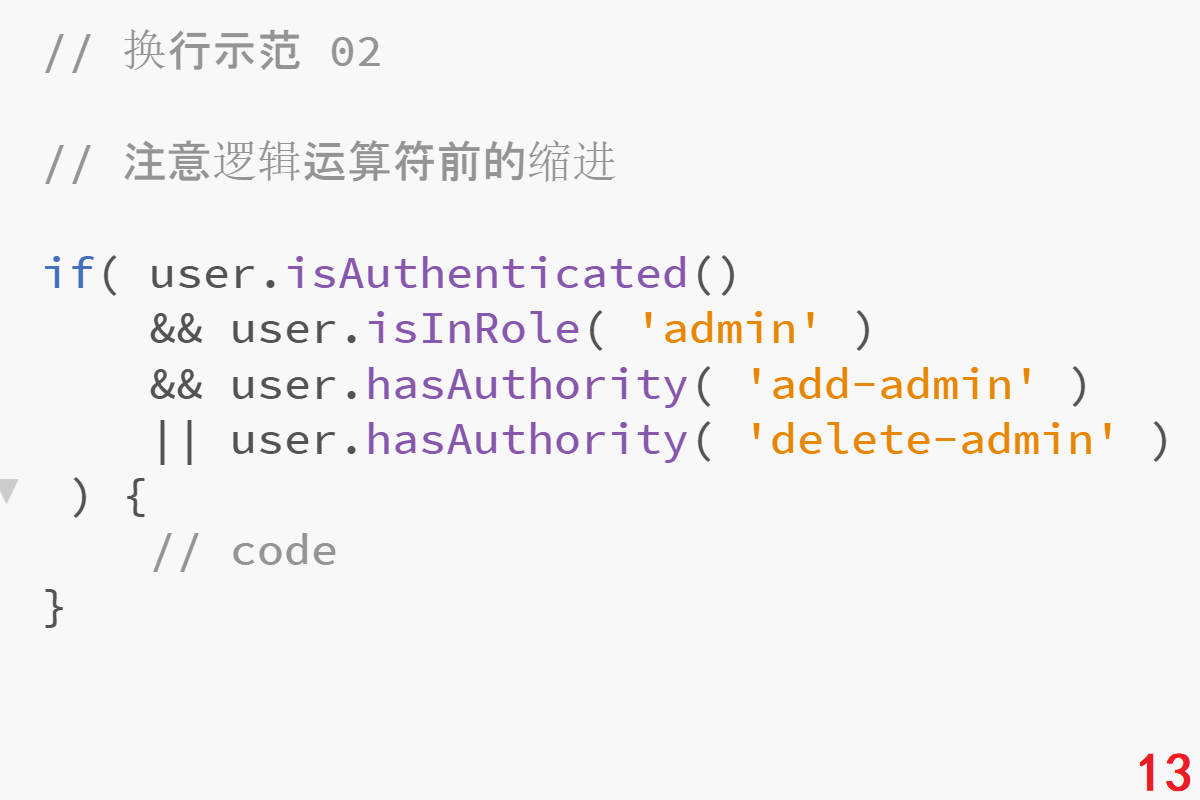 // 换行示范 02
// 注意逻辑运算符前的缩进
if( user.isAuthenticated()
    && user.isInRole( 'admin' )
    && user.hasAuthority( 'add-admin' )
    || user.hasAuthority( 'delete-admin' )
 ) {
    // code
}
13